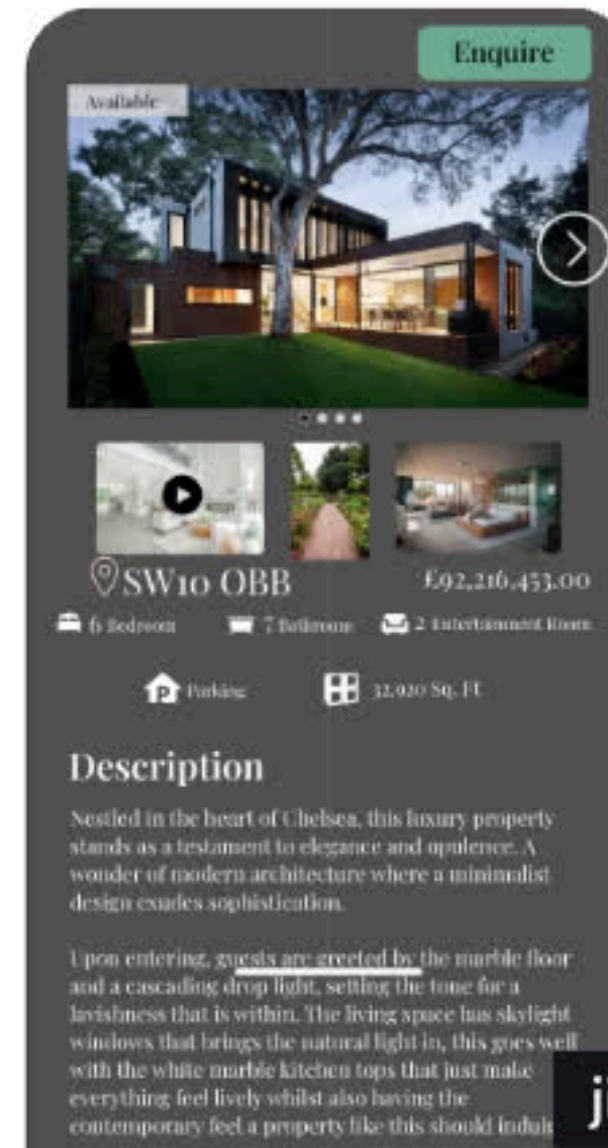 Enquire
Available
SW10 OBB
£92,216,453.00
6 Bedroom
7 Bathroom
2 Entertainment Room
P
Parking
32,920 Sq. Ft
Description
Nestled in the heart of Chelsea, this luxury property
stands as a testament to elegance and opulence. A
wonder of modern architecture where a minimalist
design exudes sophistication.
Upon entering, guests are greeted by the marble floor
and a cascading drop light, setting the tone for a
lavishness that is within. The living space has skylight
windows that brings the natural light in, this goes well
with the white marble kitchen tops that just make
everything feel lively whilst also having the
contemporary feel a property like this should